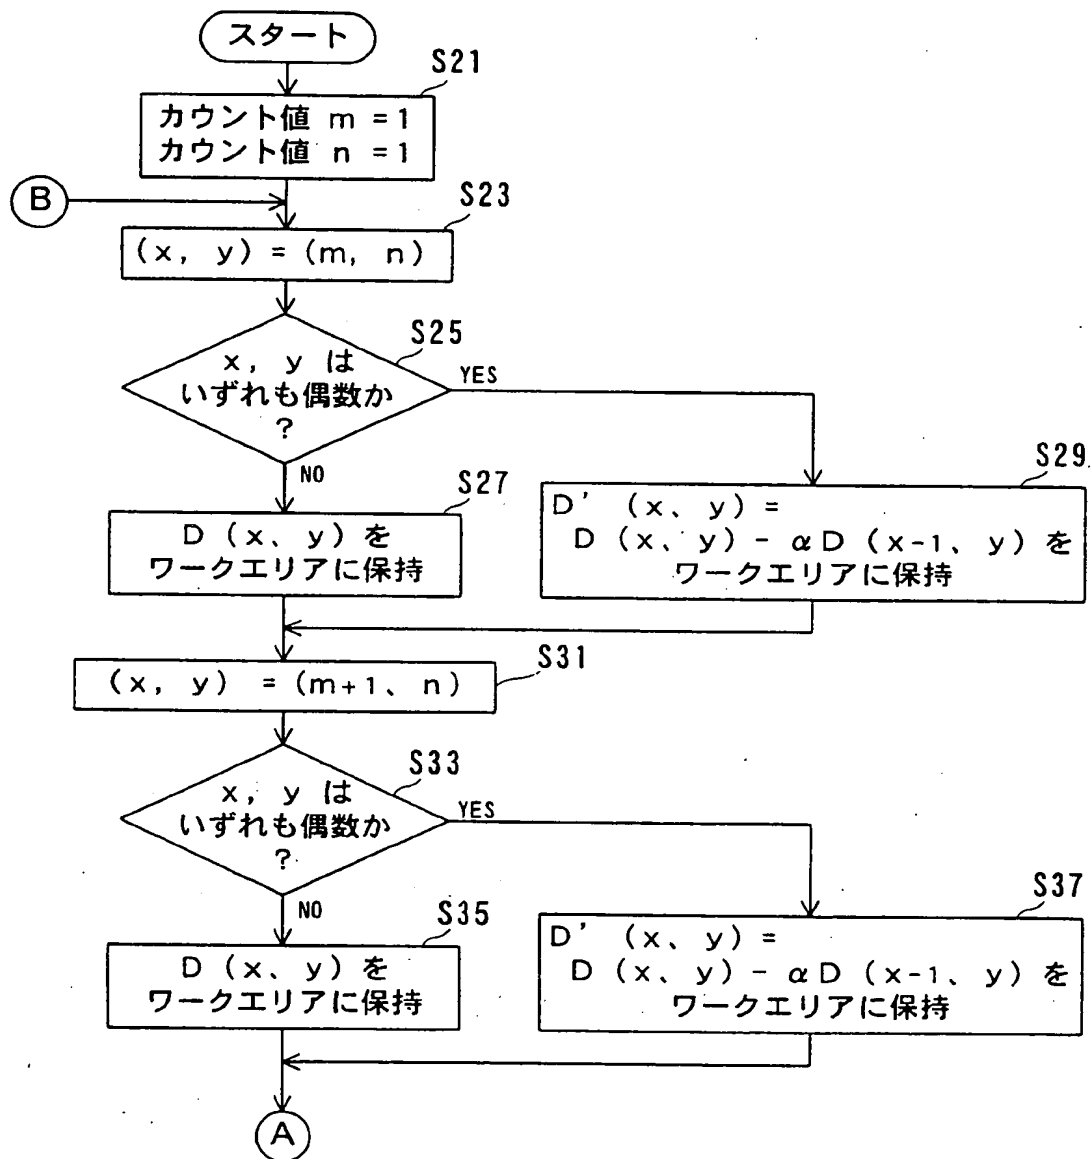 スタート
S21
カウント値 m =1
カウント値 n =1
B
S23
(x, y) = (m, n)
S25
x, y は
いずれも偶数か
?
YES
NO
S27
D (x、y) を
ワークエリアに保持
S29
D' (x、y) =
D (x、y) - αD (x-1、y) を
ワークエリアに保持
S31
(x, y) = (m+1、n)
S33
x, y は
いずれも偶数か
?
YES
NO
S35
D (x、y) を
ワークエリアに保持
S37
D' (x、y) =
D (x、y) - αD (x-1、y) を
ワークエリアに保持
A